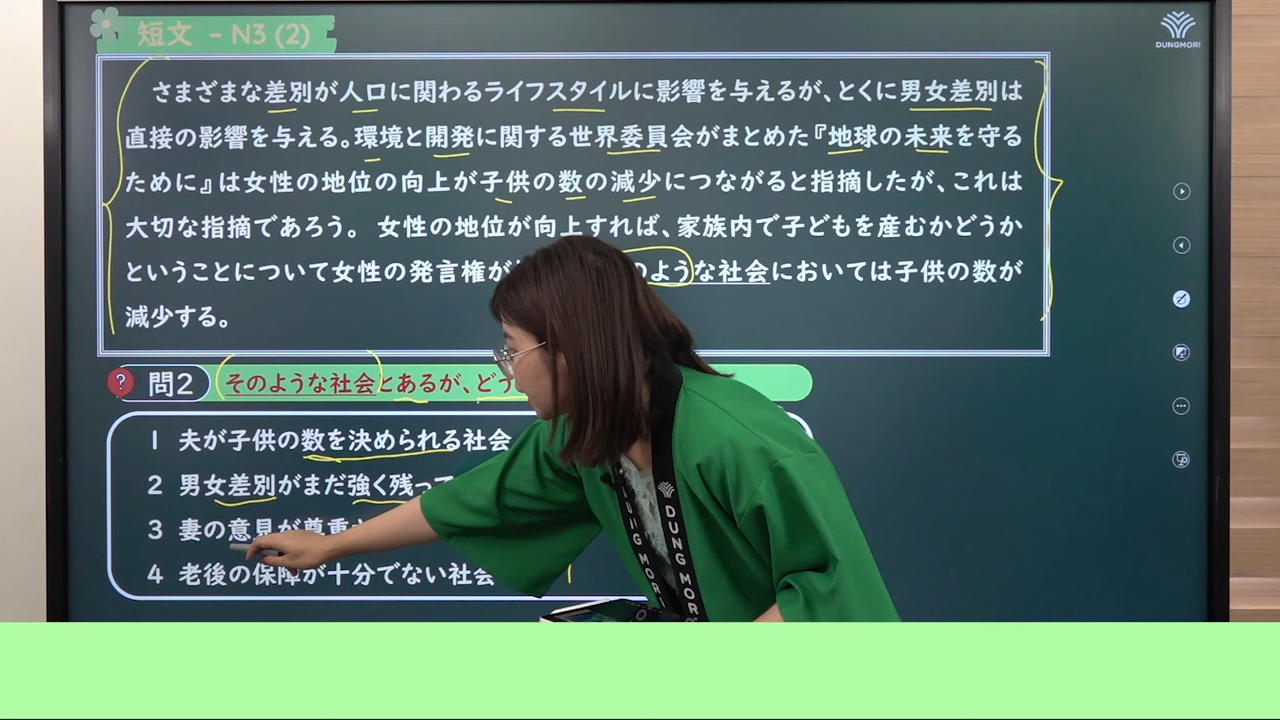 短文 - N3 (2)
DUNGMORI
さまざまな差別が人口に関わるライフスタイルに影響を与えるが、とくに男女差別は
直接の影響を与える。環境と開発に関する世界委員会がまとめた『地球の未来を守る
ために』は女性の地位の向上が子供の数の減少につながると指摘したが、これは
大切な指摘であろう。 女性の地位が向上すれば、家族内で子どもを産むかどうか
ということについて女性の発言権が のような社会においては子供の数が
減少する。
? 問2 そのような社会とあるが、どう
1 夫が子供の数を決められる社会
2 男女差別がまだ強く残って
3 妻の意見が尊重
4 老後の保障が十分でない社会
DUNG MORI
DUNG MORI